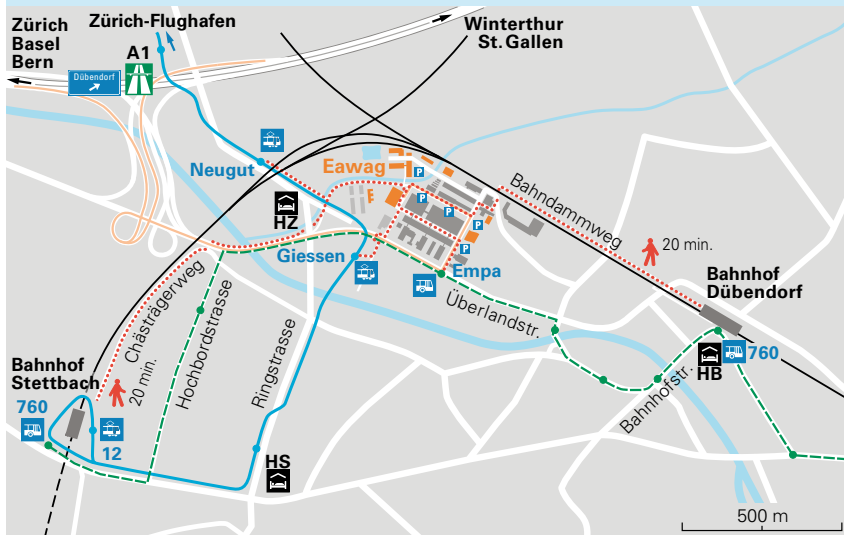 Zürich
Basel
Bern
Zürich-Flughafen
A1
Dübendorf
Winterthur
St. Gallen
Neugut
Eawag
P
P
P
P
P
P
HZ
Giessen
Empa
Bahndammweg
20 min.
Bahnhof
Dübendorf
Überlandstr.
Chästrägerweg
Hochbordstrasse
Ringstrasse
Bahnhof
Stettbach
20 min.
760
12
HS
Bahnhofstr.
HB
760
500 m